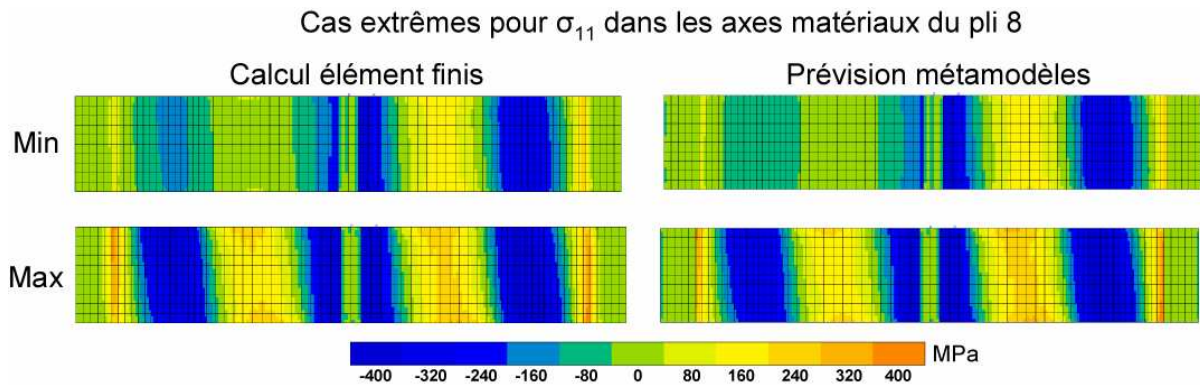 Cas extrêmes pour σ11 dans les axes matériaux du pli 8
Calcul élément finis
Prévision métamodèles
Min
Max
MPa
-400 -320 -240 -160 -80 0 80 160 240 320 400